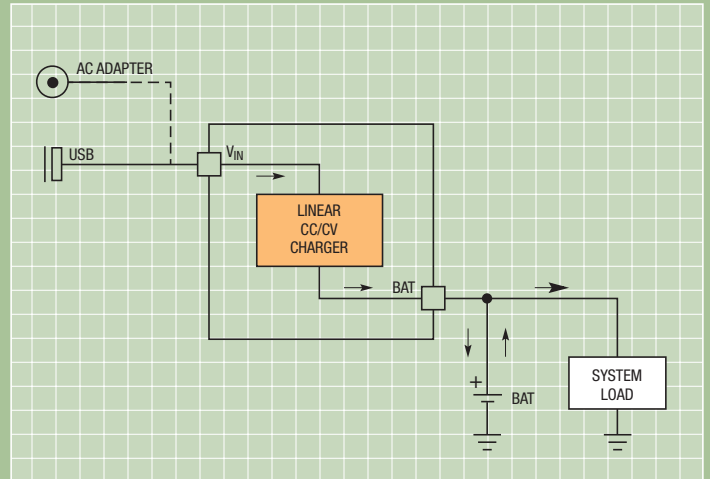 AC ADAPTER
USB
VIN
LINEAR
CC/CV
CHARGER
BAT
+
BAT
SYSTEM
LOAD